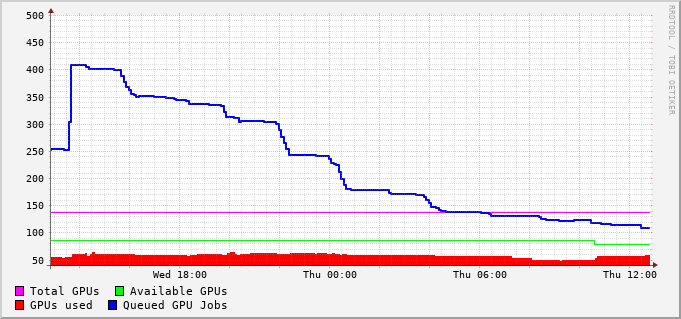 500
450
400
350
300
250
200
150
100
50
Wed 18:00 Thu 00:00 Thu 06:00 Thu 12:00
Total GPUs Available GPUs
GPUs used Queued GPU Jobs
RRDTOOL / TOBI OETIKER